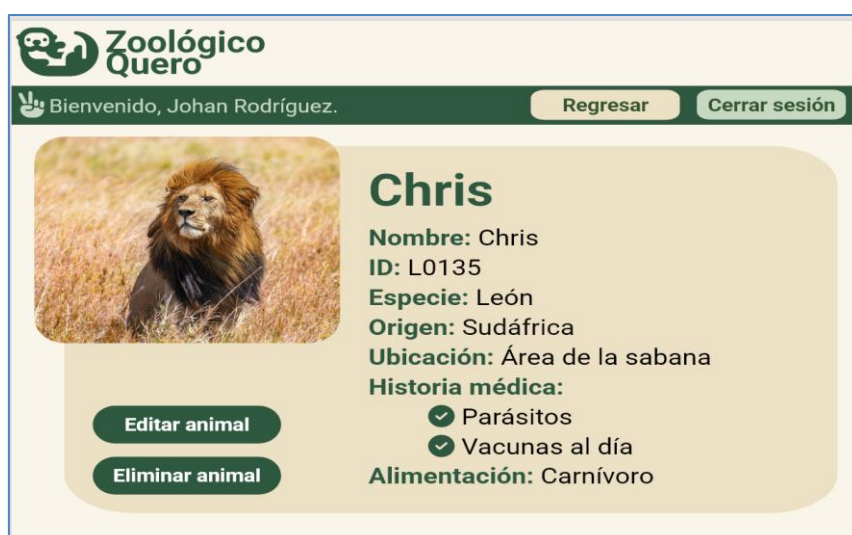 Zoológico
Quero
Bienvenido, Johan Rodríguez.
Regresar
Cerrar sesión
Chris
Nombre: Chris
ID: L0135
Especie: León
Origen: Sudáfrica
Ubicación: Área de la sabana
Historia médica:
Parásitos
Vacunas al día
Alimentación: Carnívoro
Editar animal
Eliminar animal